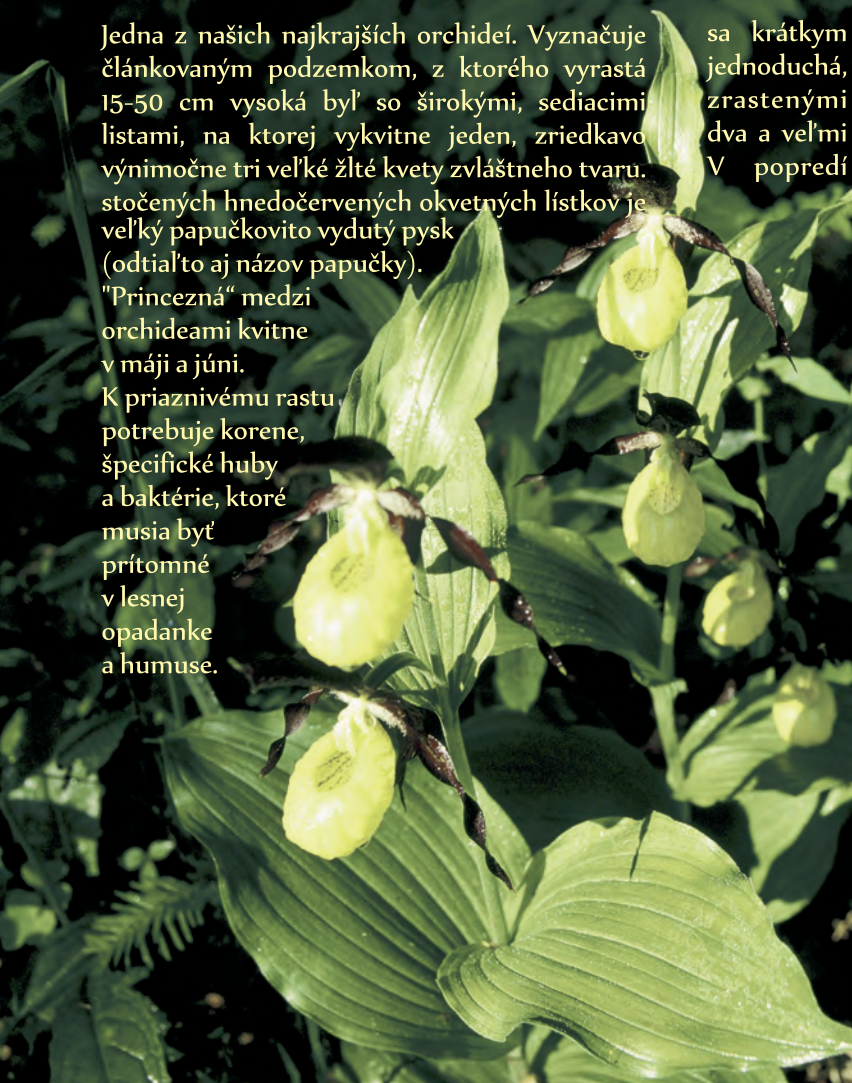 Jedna z našich najkrajších orchideí. Vyznačuje sa krátkym
článkovaným podzemkom, z ktorého vyrastá jednoduchá,
15-50 cm vysoká byľ so širokými, sediacimi zrastenými
listami, na ktorej vykvitne jeden, zriedkavo dva a veľmi
výnimočne tri veľké žlté kvety zvláštneho tvaru. V popredí
stočených hnedočervených okvetných lístkov je
veľký papučkovito vydutý pysk
(odtiaľto aj názov papučky).
"Princezná“ medzi
orchideami kvitne
v máji a júni.
K priaznivému rastu
potrebuje korene,
špecifické huby
a baktérie, ktoré
musia byť
prítomné
v lesnej
opadanke
a humuse.